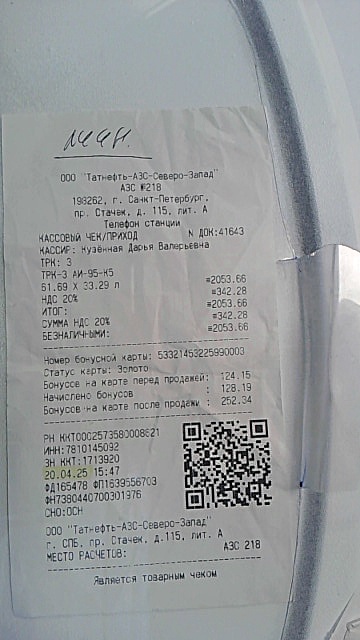 ООО "Татнефть-АЗС-Северо-Запад"
АЗС №218
198262, г. Санкт-Петербург,
пр. Стачек, д. 115, лит. А
Телефон станции
КАССОВЫЙ ЧЕК/ПРИХОД N ДОК:41643
КАССИР: Кузённая Дарья Валерьевна
ТРК: 3
ТРК-3 АИ-95-К5
61.69 X 33.29 л =2053.66
НДС 20% =342.28
ИТОГ: =2053.66
СУММА НДС 20% =342.28
БЕЗНАЛИЧНЫМИ: =2053.66
Номер бонусной карты: 53321453225990003
Статус карты: Золото
Бонусов на карте перед продажей: 124.15
Начислено бонусов : 128.19
Бонусов на карте после продажи : 252.34
РН ККТ0002573580008621
ИНН:7810145092
ЗН ККТ:1713920
20.04.25 15:47
ФД165478 ФП1639556703
ФН7380440700301976
СНО:ОСН
ООО "Татнефть-АЗС-Северо-Запад"
г. СПБ, пр. Стачек, д.115, лит. А
МЕСТО РАСЧЕТОВ: АЗС 218
Является товарным чеком